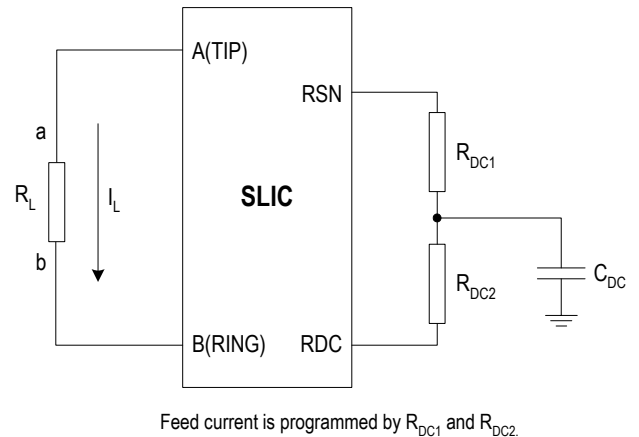 A(TIP)
RSN
a
R_DC1
R_L
I_L
SLIC
b
R_DC2
C_DC
B(RING)
RDC
Feed current is programmed by R_DC1 and R_DC2.